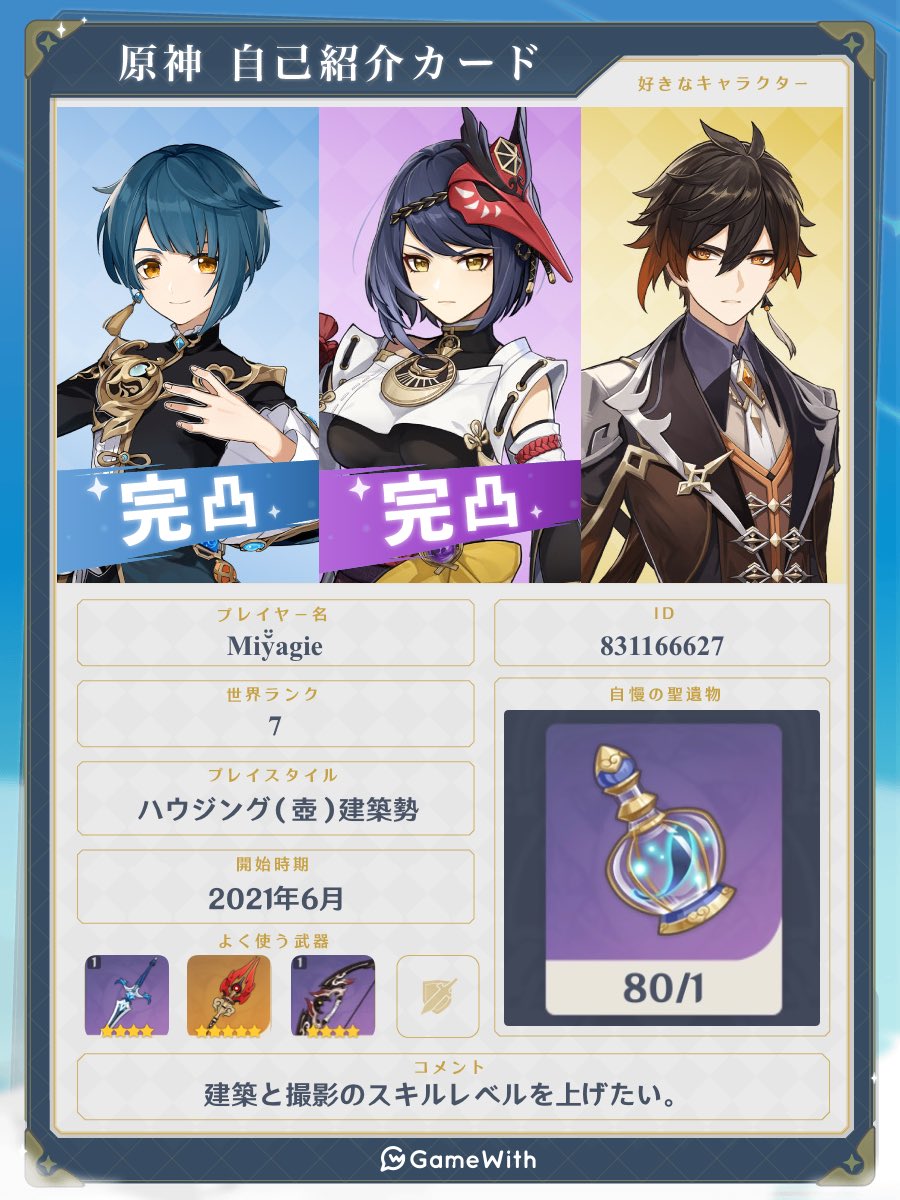 原神 自己紹介カード
好きなキャラクター
完凸
完凸
プレイヤー名
Miÿagie
ID
831166627
世界ランク
7
自慢の聖遺物
プレイスタイル
ハウジング(壺)建築勢
開始時期
2021年6月
よく使う武器
1
1
80/1
コメント
建築と撮影のスキルレベルを上げたい。
GameWith